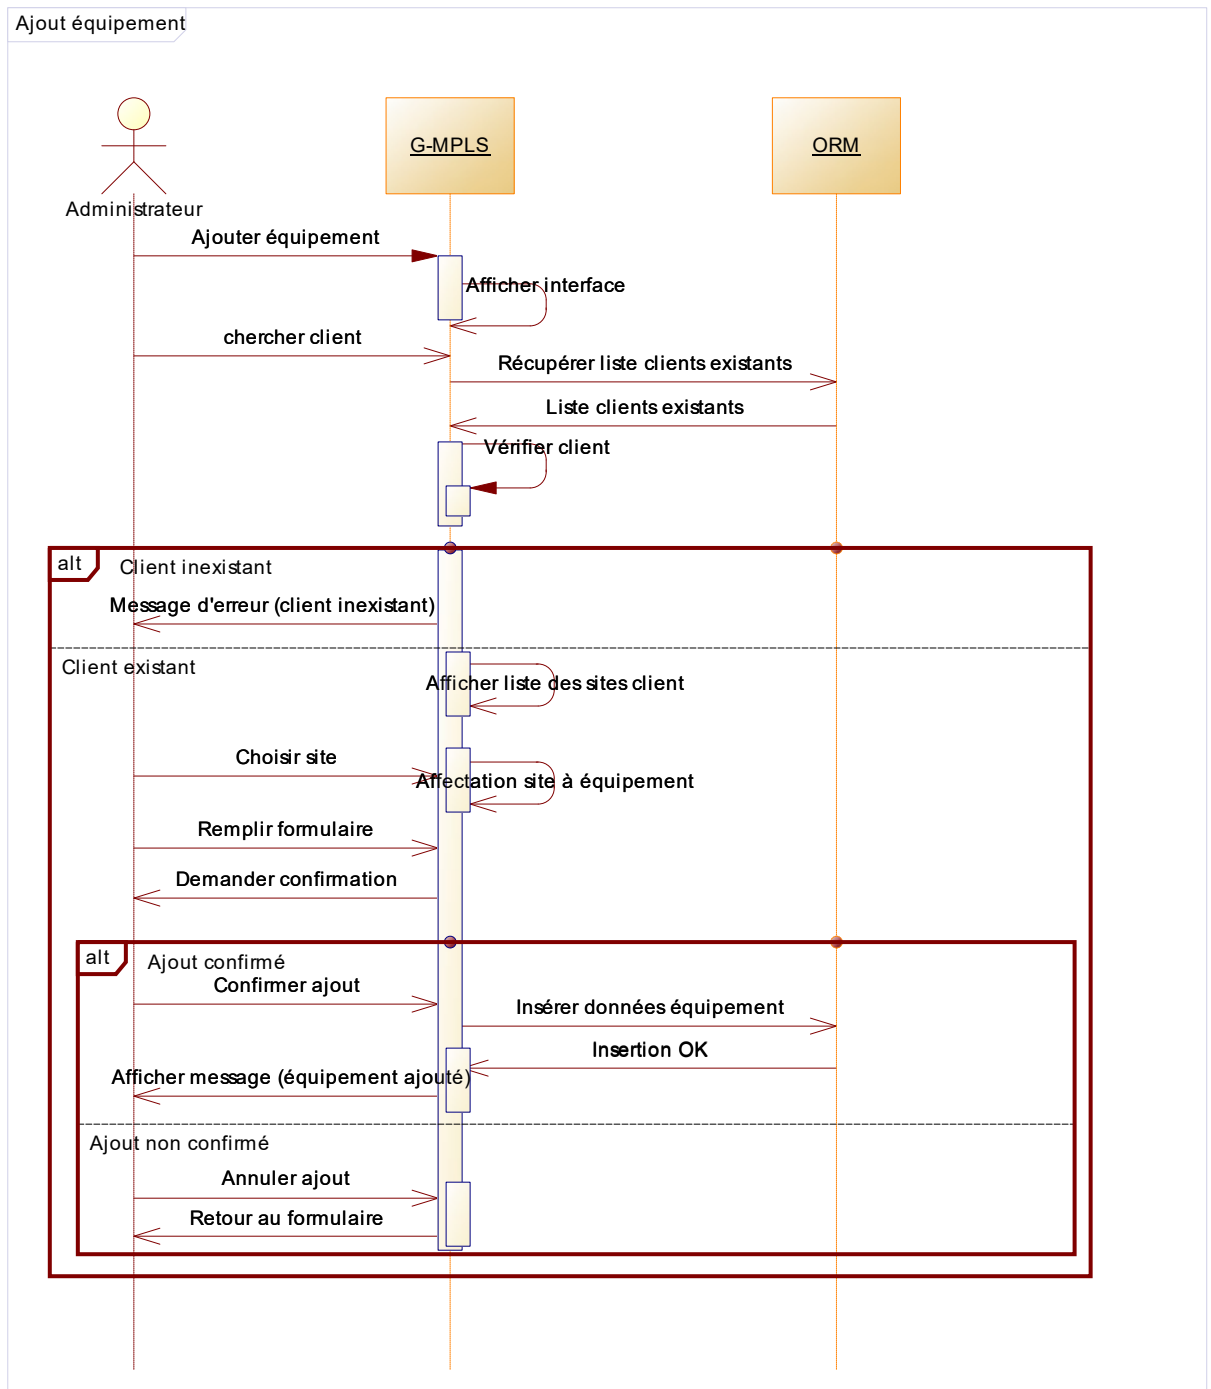 Ajout équipement
G-MPLS
ORM
Administrateur
Ajouter équipement
Afficher interface
chercher client
Récupérer liste clients existants
Liste clients existants
Vérifier client
alt
Client inexistant
Message d'erreur (client inexistant)
Client existant
Afficher liste des sites client
Choisir site
Affectation site à équipement
Remplir formulaire
Demander confirmation
alt
Ajout confirmé
Confirmer ajout
Insérer données équipement
Insertion OK
Afficher message (équipement ajouté)
Ajout non confirmé
Annuler ajout
Retour au formulaire